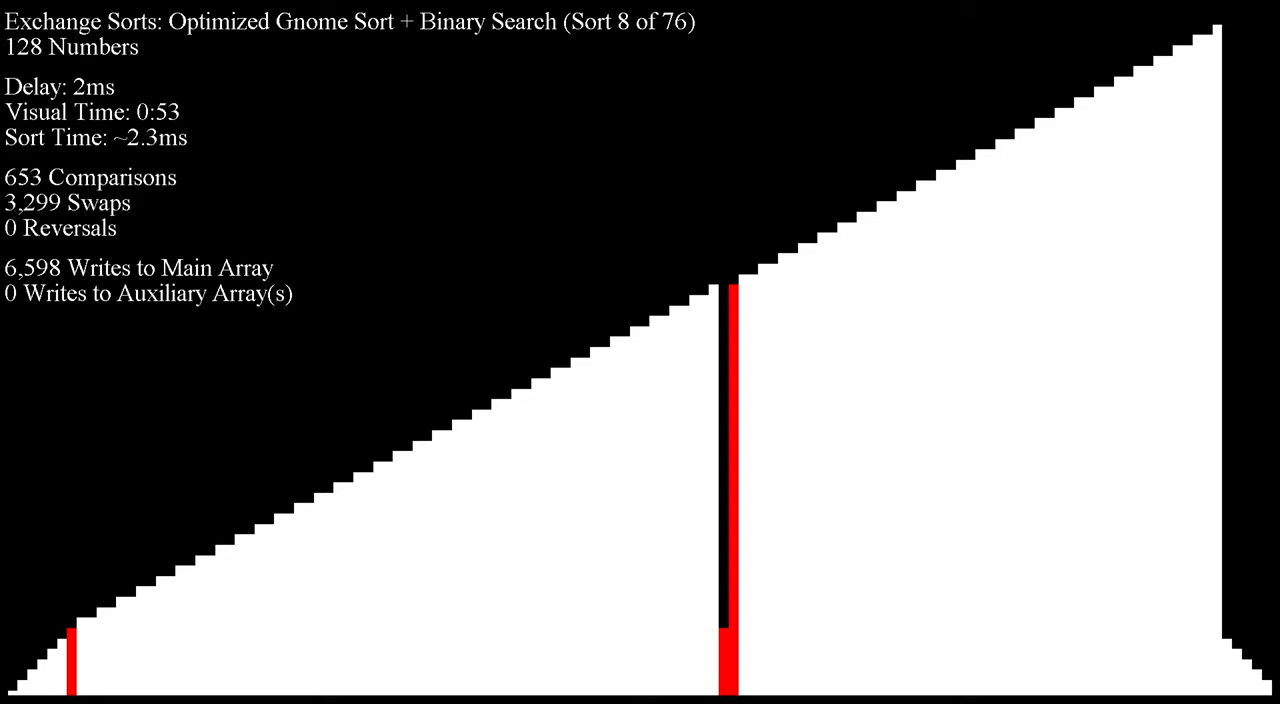 Exchange Sorts: Optimized Gnome Sort + Binary Search (Sort 8 of 76)
128 Numbers
Delay: 2ms
Visual Time: 0:53
Sort Time: ~2.3ms
653 Comparisons
3,299 Swaps
0 Reversals
6,598 Writes to Main Array
0 Writes to Auxiliary Array(s)